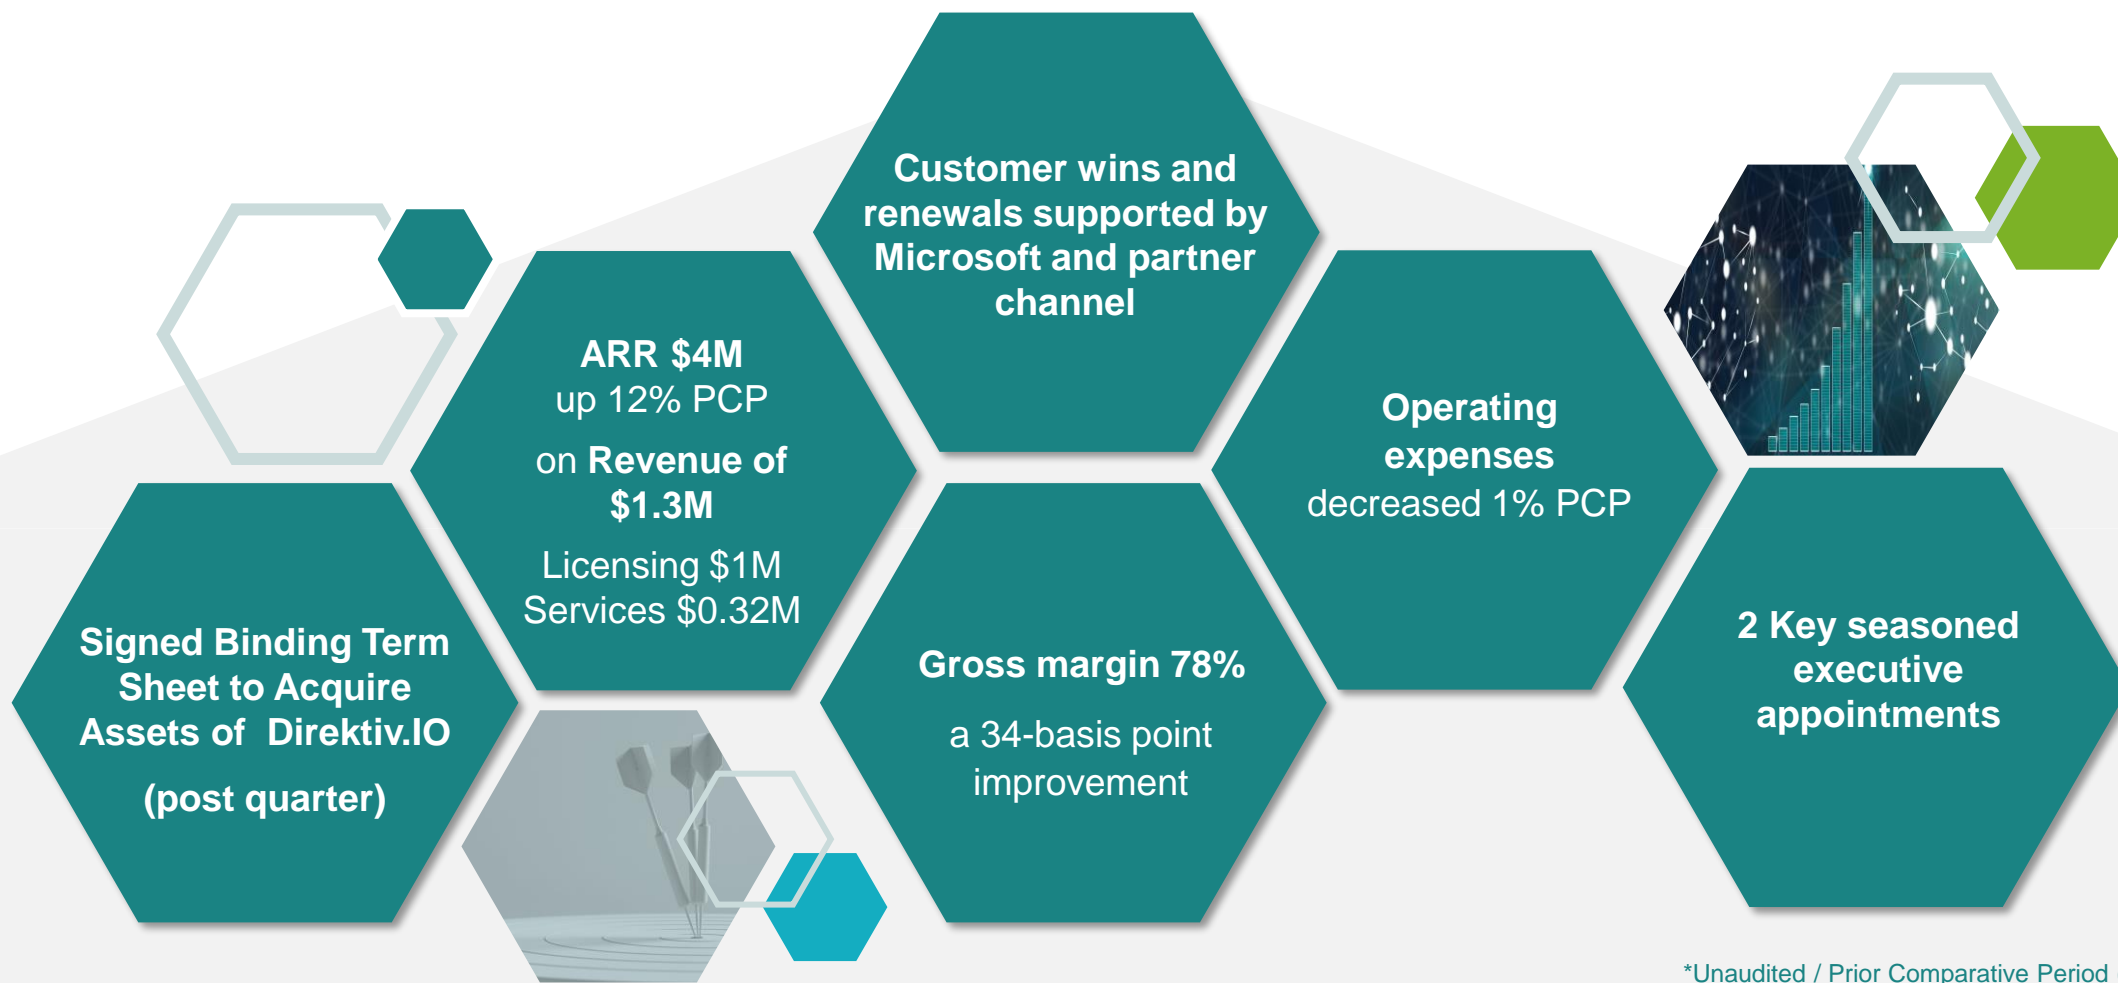 Customer wins and
renewals supported by
Microsoft and partner
channel
ARR $4M
up 12% PCP
on Revenue of
$1.3M
Licensing $1M
Services $0.32M
Operating
expenses
decreased 1% PCP
Signed Binding Term
Sheet to Acquire
Assets of Direktiv.IO
(post quarter)
Gross margin 78%
a 34-basis point
improvement
2 Key seasoned
executive
appointments
*Unaudited / Prior Comparative Period